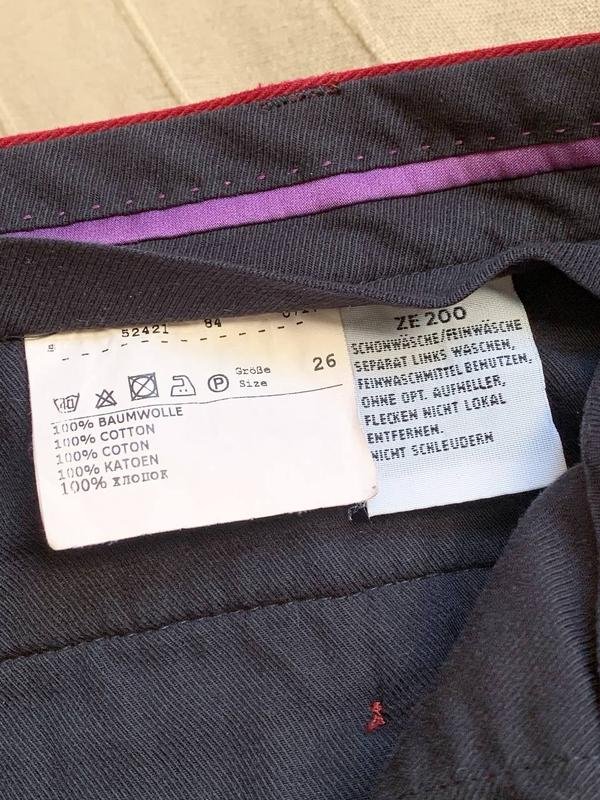 52421 84
Größe
Size 26
100% BAUMWOLLE
100% COTTON
100% COTON
100% KATOEN
100% ХЛОПОК
ZE 200
SCHONWÄSCHE/FEINWÄSCHE
SEPARAT LINKS WASCHEN,
FEINWASCHMITTEL BENUTZEN,
OHNE OPT. AUFHELLER,
FLECKEN NICHT LOKAL
ENTFERNEN.
NICHT SCHLEUDERN